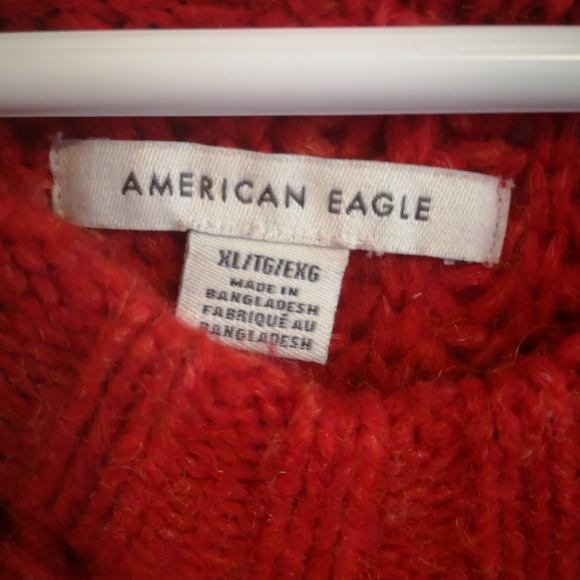 AMERICAN EAGLE
XL/TG/EXG
MADE IN
BANGLADESH
FABRIQUÉ AU
BANGLADESH